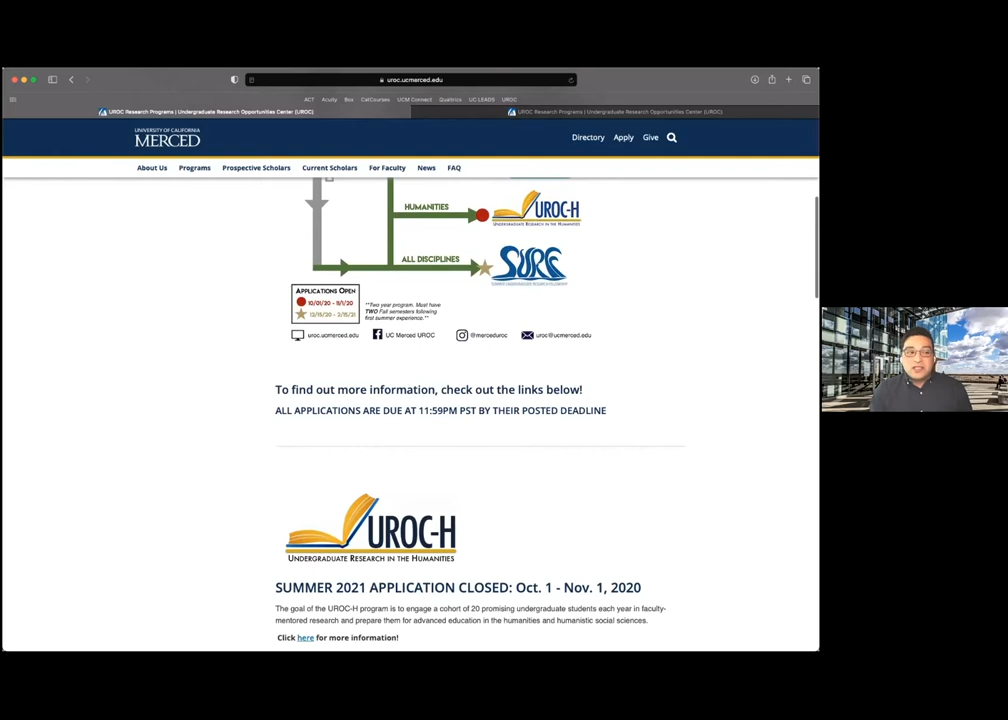 uroc.ucmerced.edu
ACT Acuity Box CatCourses UCM Connect Qualtrics UC LEADS UROC
UROC Research Programs | Undergraduate Research Opportunities Center (UROC)
UROC Research Programs | Undergraduate Research Opportunities Center (UROC)
UNIVERSITY OF CALIFORNIA
MERCED
Directory Apply Give
About Us Programs Prospective Scholars Current Scholars For Faculty News FAQ
HUMANITIES
UROC-H
UNDERGRADUATE RESEARCH IN THE HUMANITIES
ALL DISCIPLINES
SURF
SUMMER UNDERGRADUATE RESEARCH FELLOWSHIP
APPLICATIONS OPEN
10/01/20 - 11/1/20
12/15/20 - 2/15/21
**Two year program. Must have
TWO Fall semesters following
first summer experience.**
uroc.ucmerced.edu UC Merced UROC @merceduroc uroc@ucmerced.edu
To find out more information, check out the links below!
ALL APPLICATIONS ARE DUE AT 11:59PM PST BY THEIR POSTED DEADLINE
UROC-H
UNDERGRADUATE RESEARCH IN THE HUMANITIES
SUMMER 2021 APPLICATION CLOSED: Oct. 1 - Nov. 1, 2020
The goal of the UROC-H program is to engage a cohort of 20 promising undergraduate students each year in faculty-
mentored research and prepare them for advanced education in the humanities and humanistic social sciences.
Click here for more information!